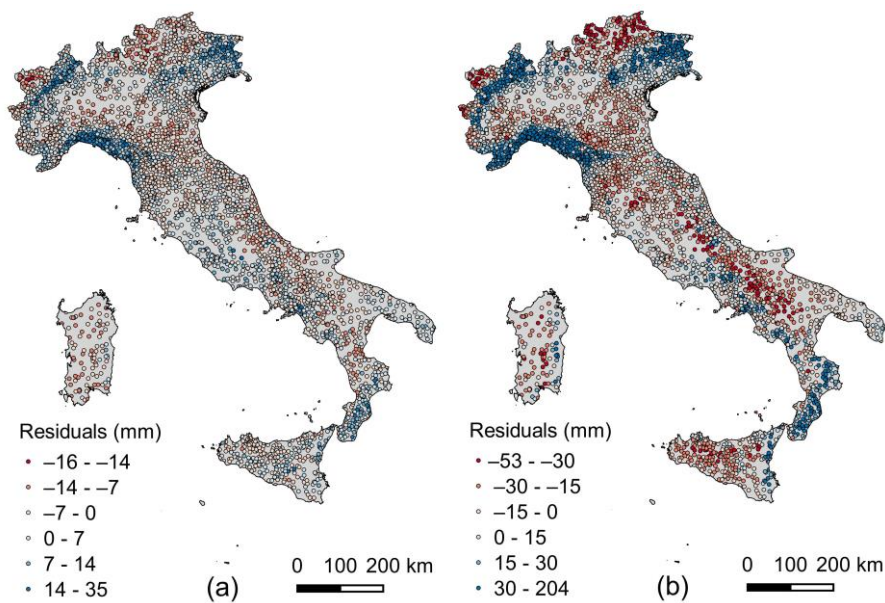 Residuals (mm)
–16 - –14
–14 - –7
–7 - 0
0 - 7
7 - 14
14 - 35
(a)
0 100 200 km
Residuals (mm)
–53 - –30
–30 - –15
–15 - 0
0 - 15
15 - 30
30 - 204
(b)
0 100 200 km